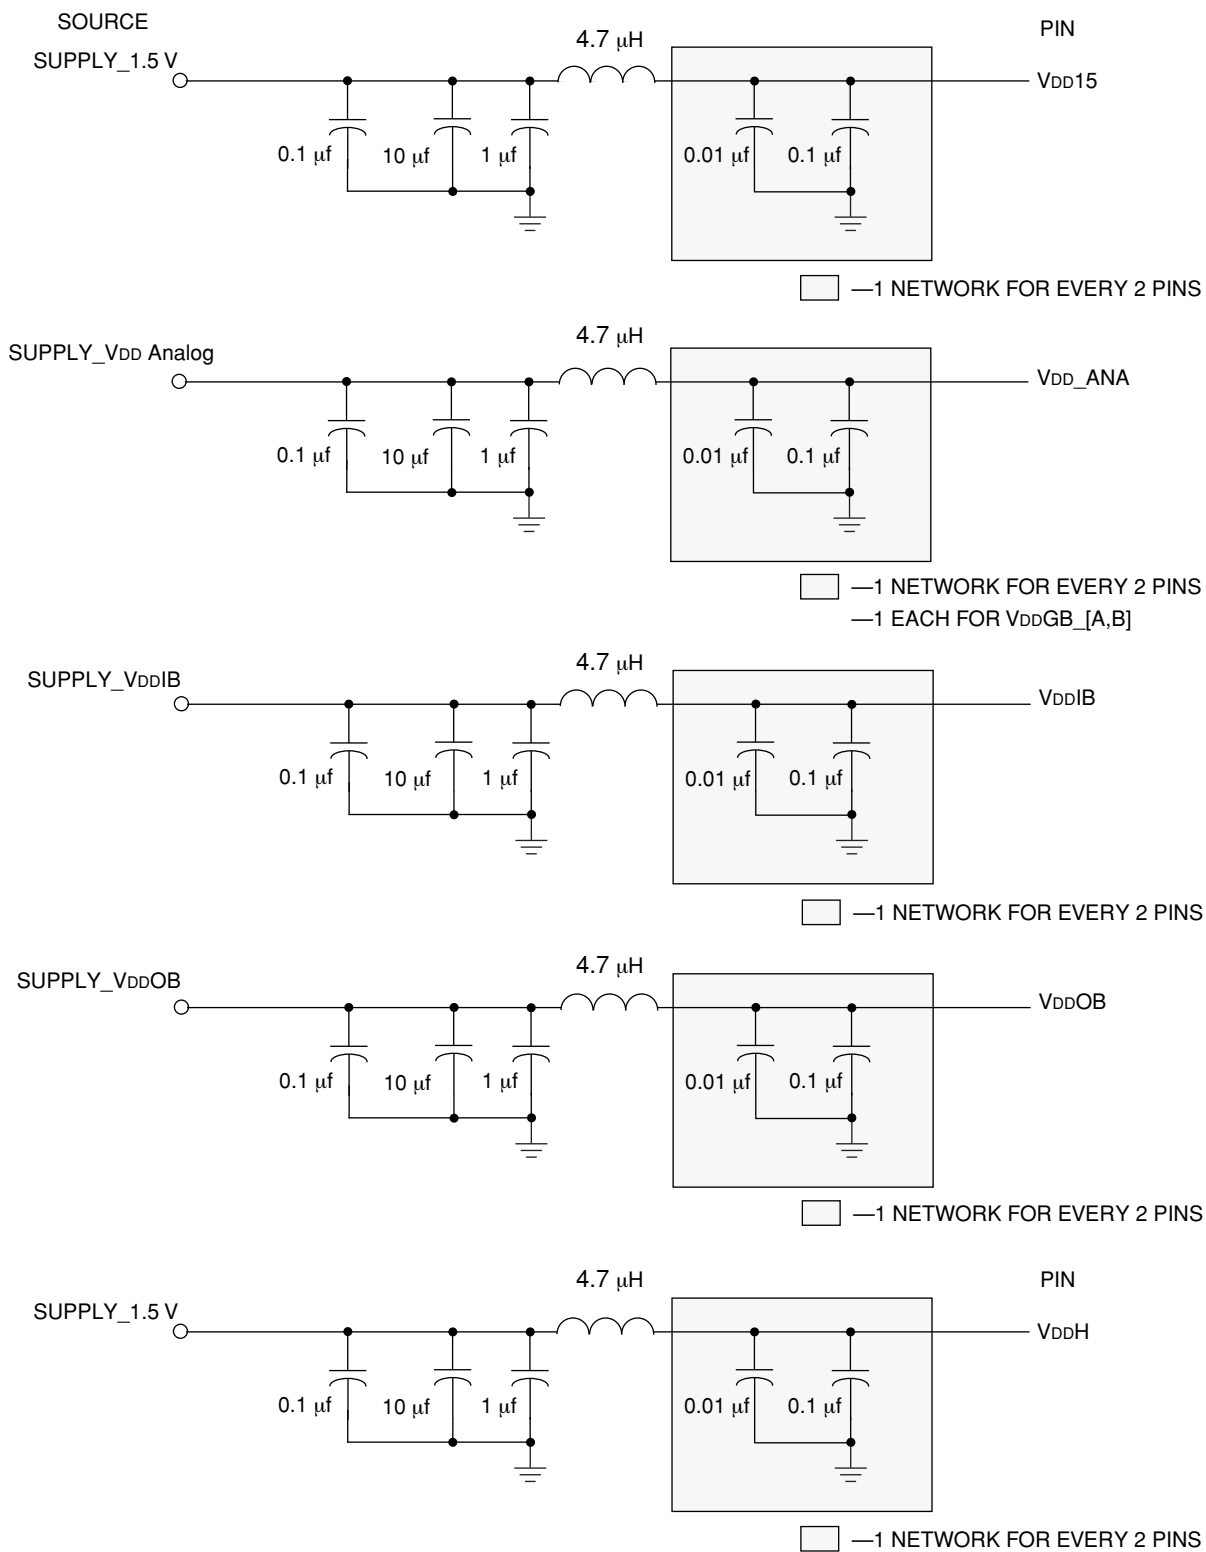 SOURCE
PIN
4.7 μH
SUPPLY_1.5 V
VDD15
0.1 μf
10 μf
1 μf
0.01 μf
0.1 μf
—1 NETWORK FOR EVERY 2 PINS
4.7 μH
SUPPLY_VDD Analog
VDD_ANA
0.1 μf
10 μf
1 μf
0.01 μf
0.1 μf
—1 NETWORK FOR EVERY 2 PINS
—1 EACH FOR VDDGB_[A,B]
4.7 μH
SUPPLY_VDDIB
VDDIB
0.1 μf
10 μf
1 μf
0.01 μf
0.1 μf
—1 NETWORK FOR EVERY 2 PINS
4.7 μH
SUPPLY_VDDOB
VDDOB
0.1 μf
10 μf
1 μf
0.01 μf
0.1 μf
—1 NETWORK FOR EVERY 2 PINS
4.7 μH
PIN
SUPPLY_1.5 V
VDDH
0.1 μf
10 μf
1 μf
0.01 μf
0.1 μf
—1 NETWORK FOR EVERY 2 PINS